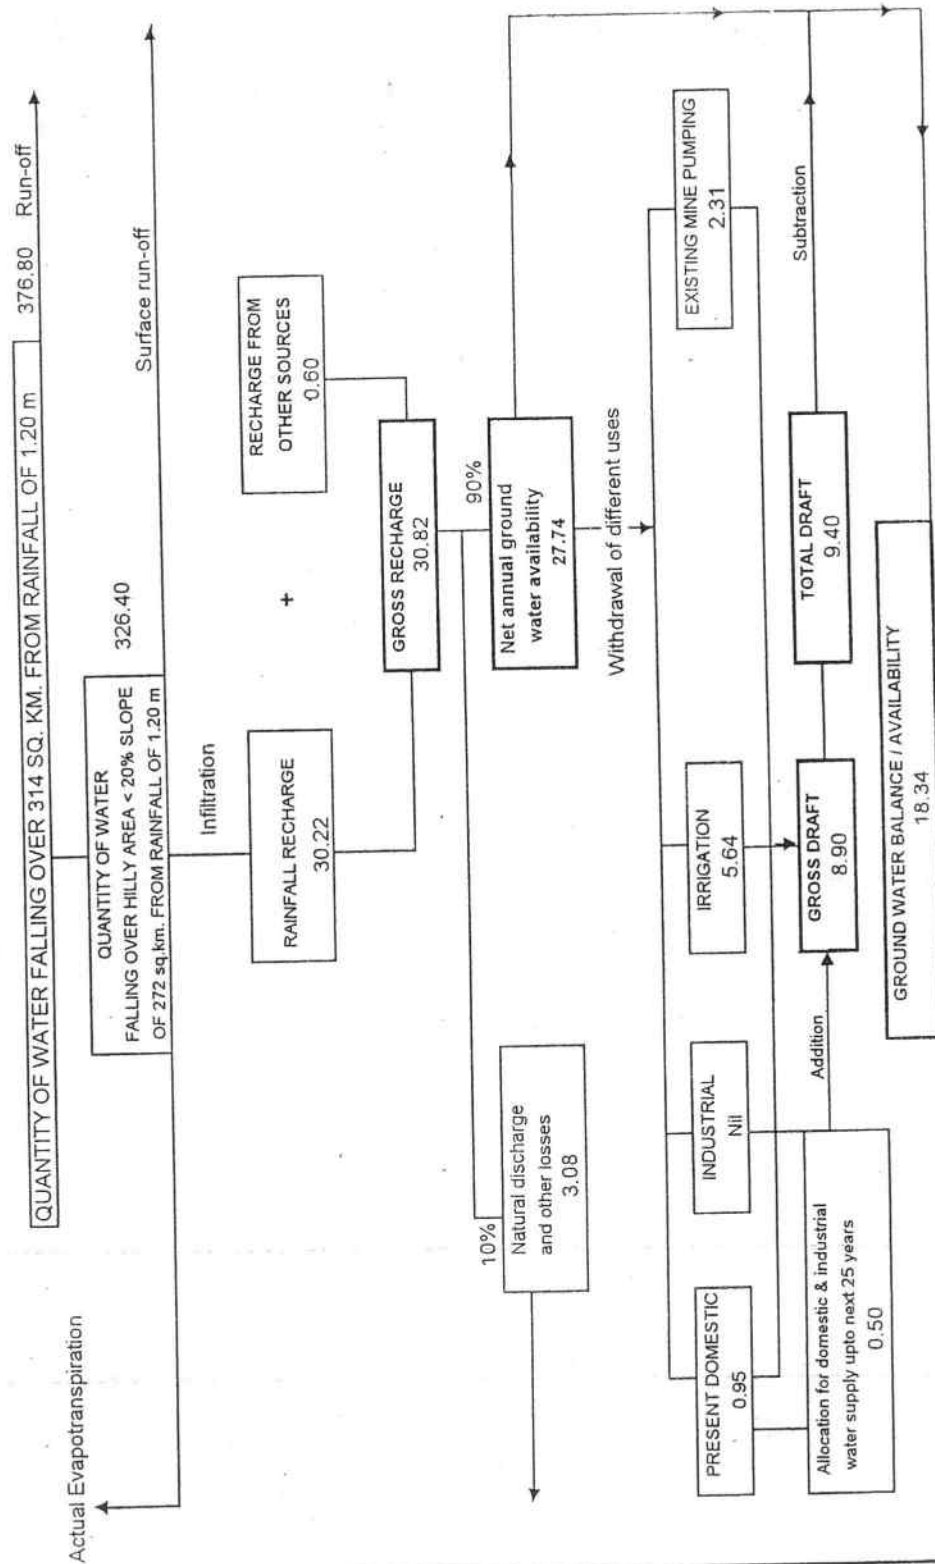 QUANTITY OF WATER FALLING OVER 314 SQ. KM. FROM RAINFALL OF 1.20 m
376.80 Run-off
Actual Evapotranspiration
QUANTITY OF WATER
FALLING OVER HILLY AREA < 20% SLOPE
OF 272 sq.km. FROM RAINFALL OF 1.20 m
326.40
Surface run-off
Infiltration
RAINFALL RECHARGE
30.22
+
RECHARGE FROM
OTHER SOURCES
0.60
GROSS RECHARGE
30.82
10%
90%
Natural discharge
and other losses
3.08
Net annual ground
water availability
27.74
Withdrawal of different uses
PRESENT DOMESTIC
0.95
INDUSTRIAL
Nil
IRRIGATION
5.64
EXISTING MINE PUMPING
2.31
Allocation for domestic & industrial
water supply upto next 25 years
0.50
Addition
GROSS DRAFT
8.90
TOTAL DRAFT
9.40
Subtraction
GROUND WATER BALANCE / AVAILABILITY
18.34